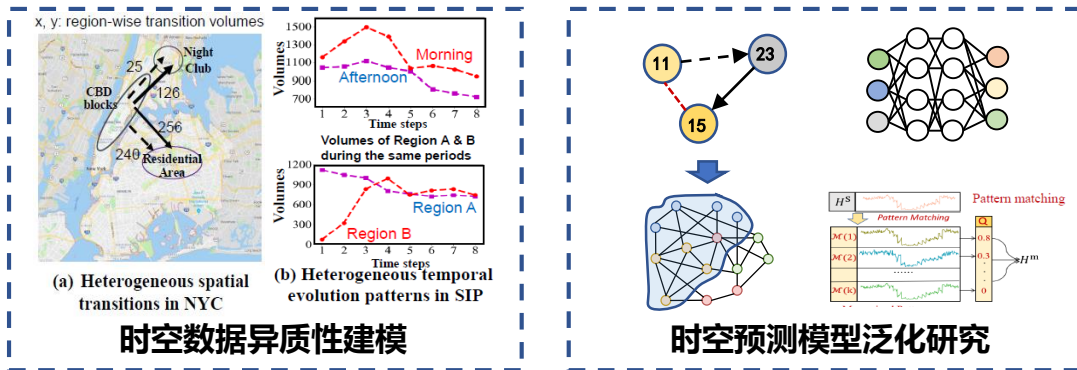 x, y: region-wise transition volumes
Night
Club
25
126
CBD
blocks
256
240
Residential
Area
(a) Heterogeneous spatial
transitions in NYC
Volumes
1500
1300
1100
900
700
Morning
Afternoon
1 2 3 4 5 6 7 8
Time steps
Volumes of Region A & B
during the same periods
Volumes
1200
900
600
300
0
Region A
Region B
1 2 3 4 5 6 7 8
Time steps
(b) Heterogeneous temporal
evolution patterns in SIP
时空数据异质性建模
11
23
15
H^S
Pattern Matching
Pattern matching
M(1)
M(2)
......
M(k)
Q
0.8
0.3
0
H^m
时空预测模型泛化研究